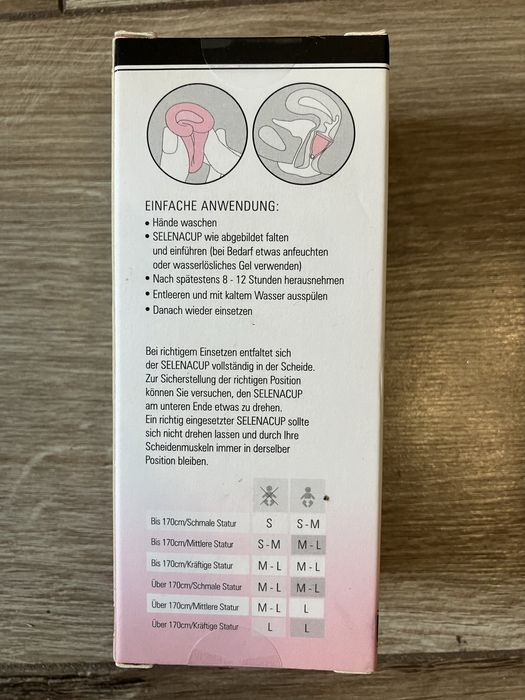 EINFACHE ANWENDUNG:
• Hände waschen
• SELENACUP wie abgebildet falten
und einführen (bei Bedarf etwas anfeuchten
oder wasserlösliches Gel verwenden)
• Nach spätestens 8 - 12 Stunden herausnehmen
• Entleeren und mit kaltem Wasser ausspülen
• Danach wieder einsetzen
Bei richtigem Einsetzen entfaltet sich
der SELENACUP vollständig in der Scheide.
Zur Sicherstellung der richtigen Position
können Sie versuchen, den SELENACUP
am unteren Ende etwas zu drehen.
Ein richtig eingesetzter SELENACUP sollte
sich nicht drehen lassen und durch Ihre
Scheidenmuskeln immer in derselber
Position bleiben.
Bis 170cm/Schmale Statur S S - M
Bis 170cm/Mittlere Statur S - M M - L
Bis 170cm/Kräftige Statur M - L M - L
Über 170cm/Schmale Statur M - L M - L
Über 170cm/Mittlere Statur M - L L
Über 170cm/Kräftige Statur L L